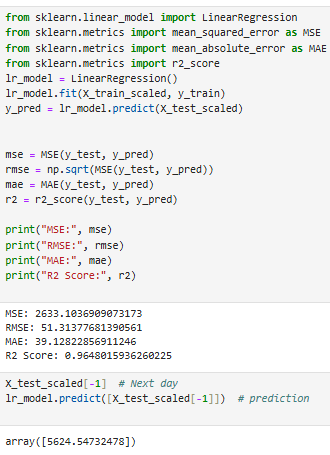 from sklearn.linear_model import LinearRegression
from sklearn.metrics import mean_squared_error as MSE
from sklearn.metrics import mean_absolute_error as MAE
from sklearn.metrics import r2_score
lr_model = LinearRegression()
lr_model.fit(X_train_scaled, y_train)
y_pred = lr_model.predict(X_test_scaled)
mse = MSE(y_test, y_pred)
rmse = np.sqrt(MSE(y_test, y_pred))
mae = MAE(y_test, y_pred)
r2 = r2_score(y_test, y_pred)
print("MSE:", mse)
print("RMSE:", rmse)
print("MAE:", mae)
print("R2 Score:", r2)
MSE: 2633.1036909073173
RMSE: 51.31377681390561
MAE: 39.12822856911246
R2 Score: 0.9648015936260225
X_test_scaled[-1]  # Next day
lr_model.predict([X_test_scaled[-1]])  # prediction
array([5624.54732478])